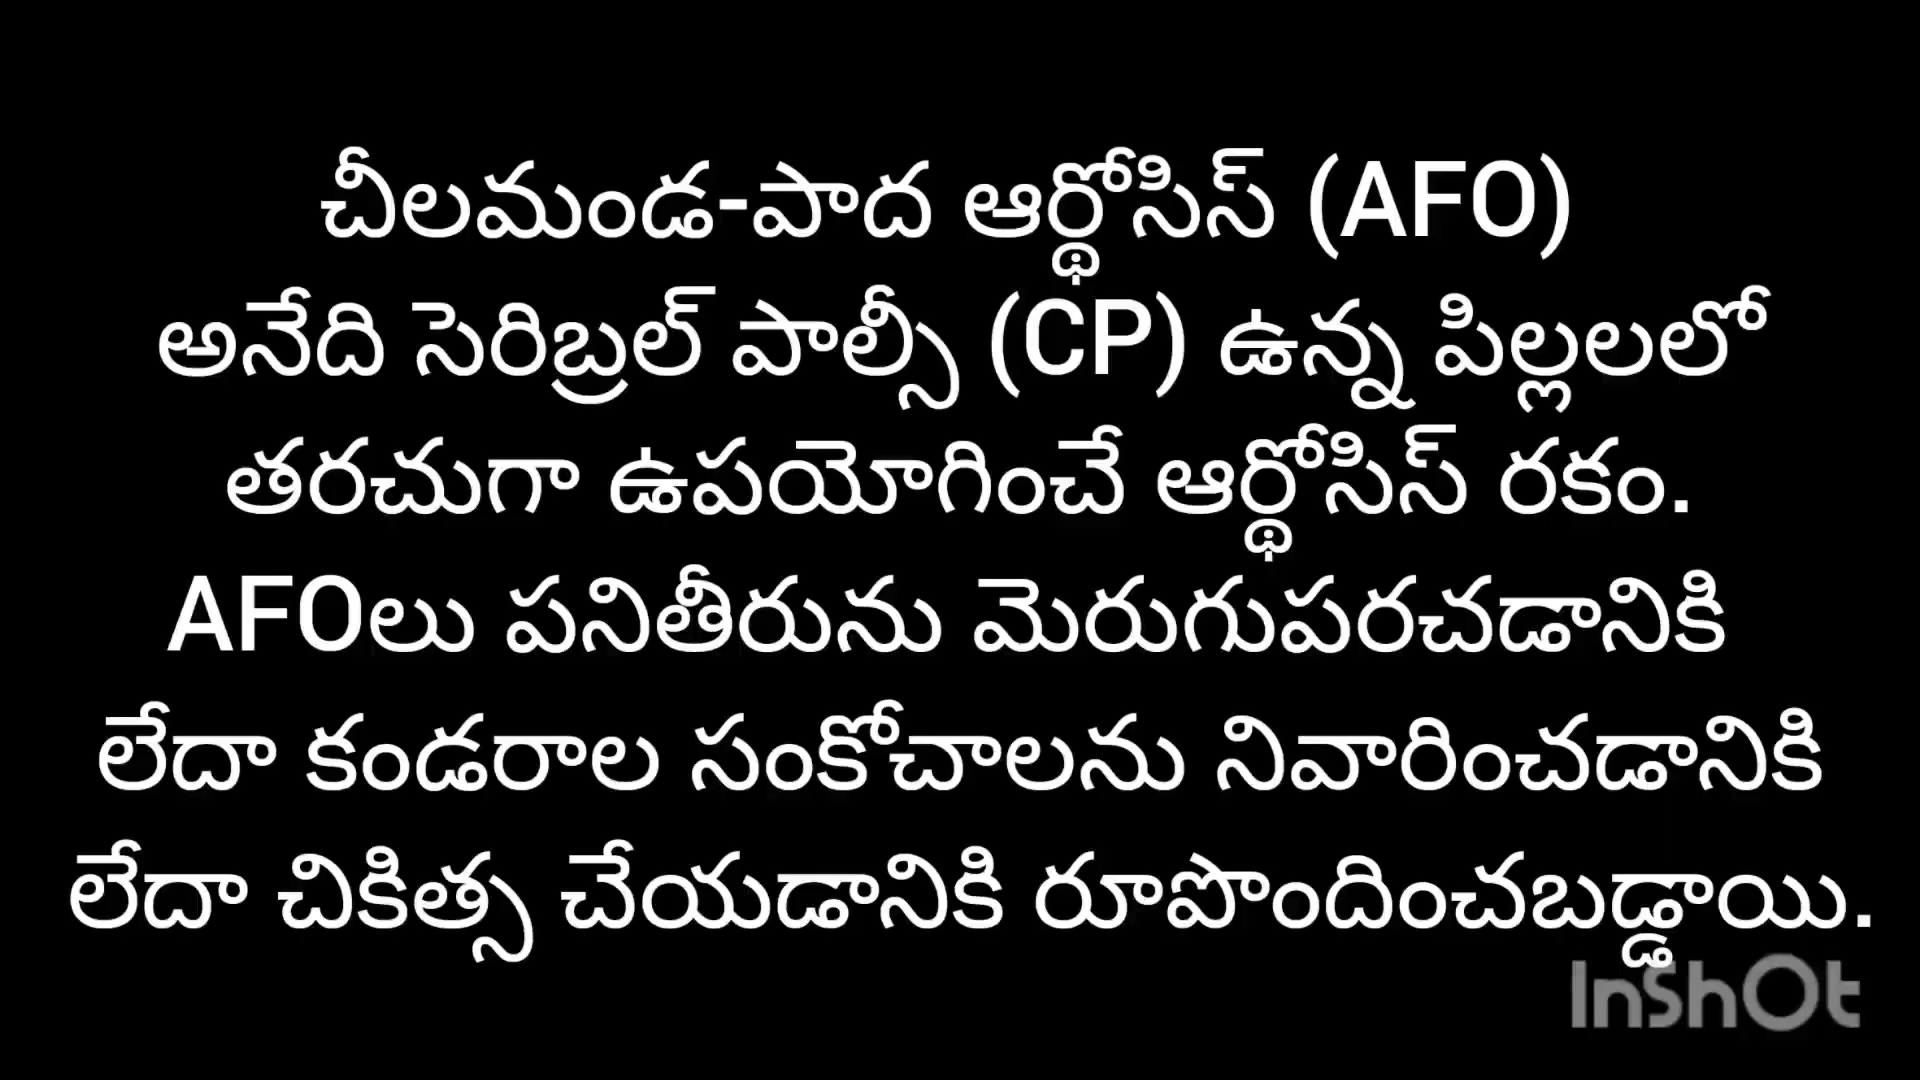 చీలమండ-పాద ఆర్థోసిస్ (AFO)
అనేది సెరిబ్రల్ పాల్సీ (CP) ఉన్న పిల్లలలో
తరచుగా ఉపయోగించే ఆర్థోసిస్ రకం.
AFOలు పనితీరును మెరుగుపరచడానికి
లేదా కండరాల సంకోచాలను నివారించడానికి
లేదా చికిత్స చేయడానికి రూపొందించబడ్డాయి.
InShOt